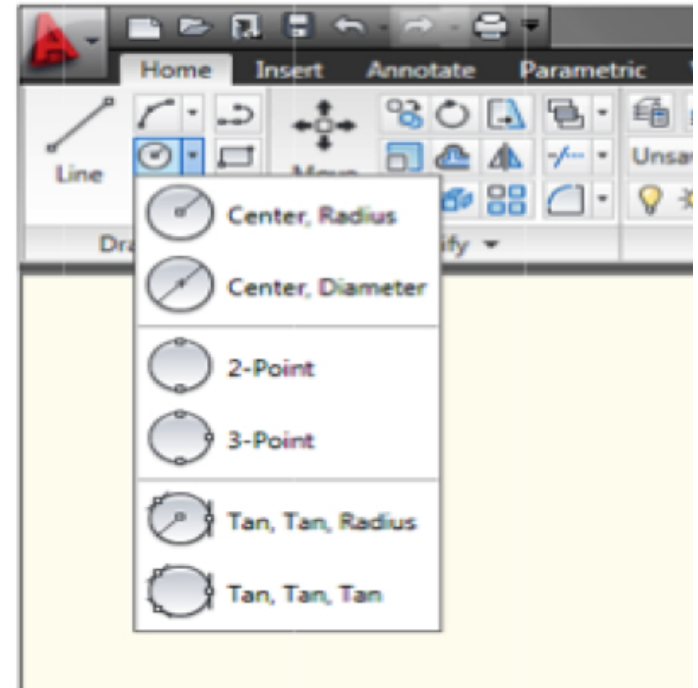 Home Insert Annotate Parametric
Line
Unsa
Center, Radius
Center, Diameter
2-Point
3-Point
Tan, Tan, Radius
Tan, Tan, Tan